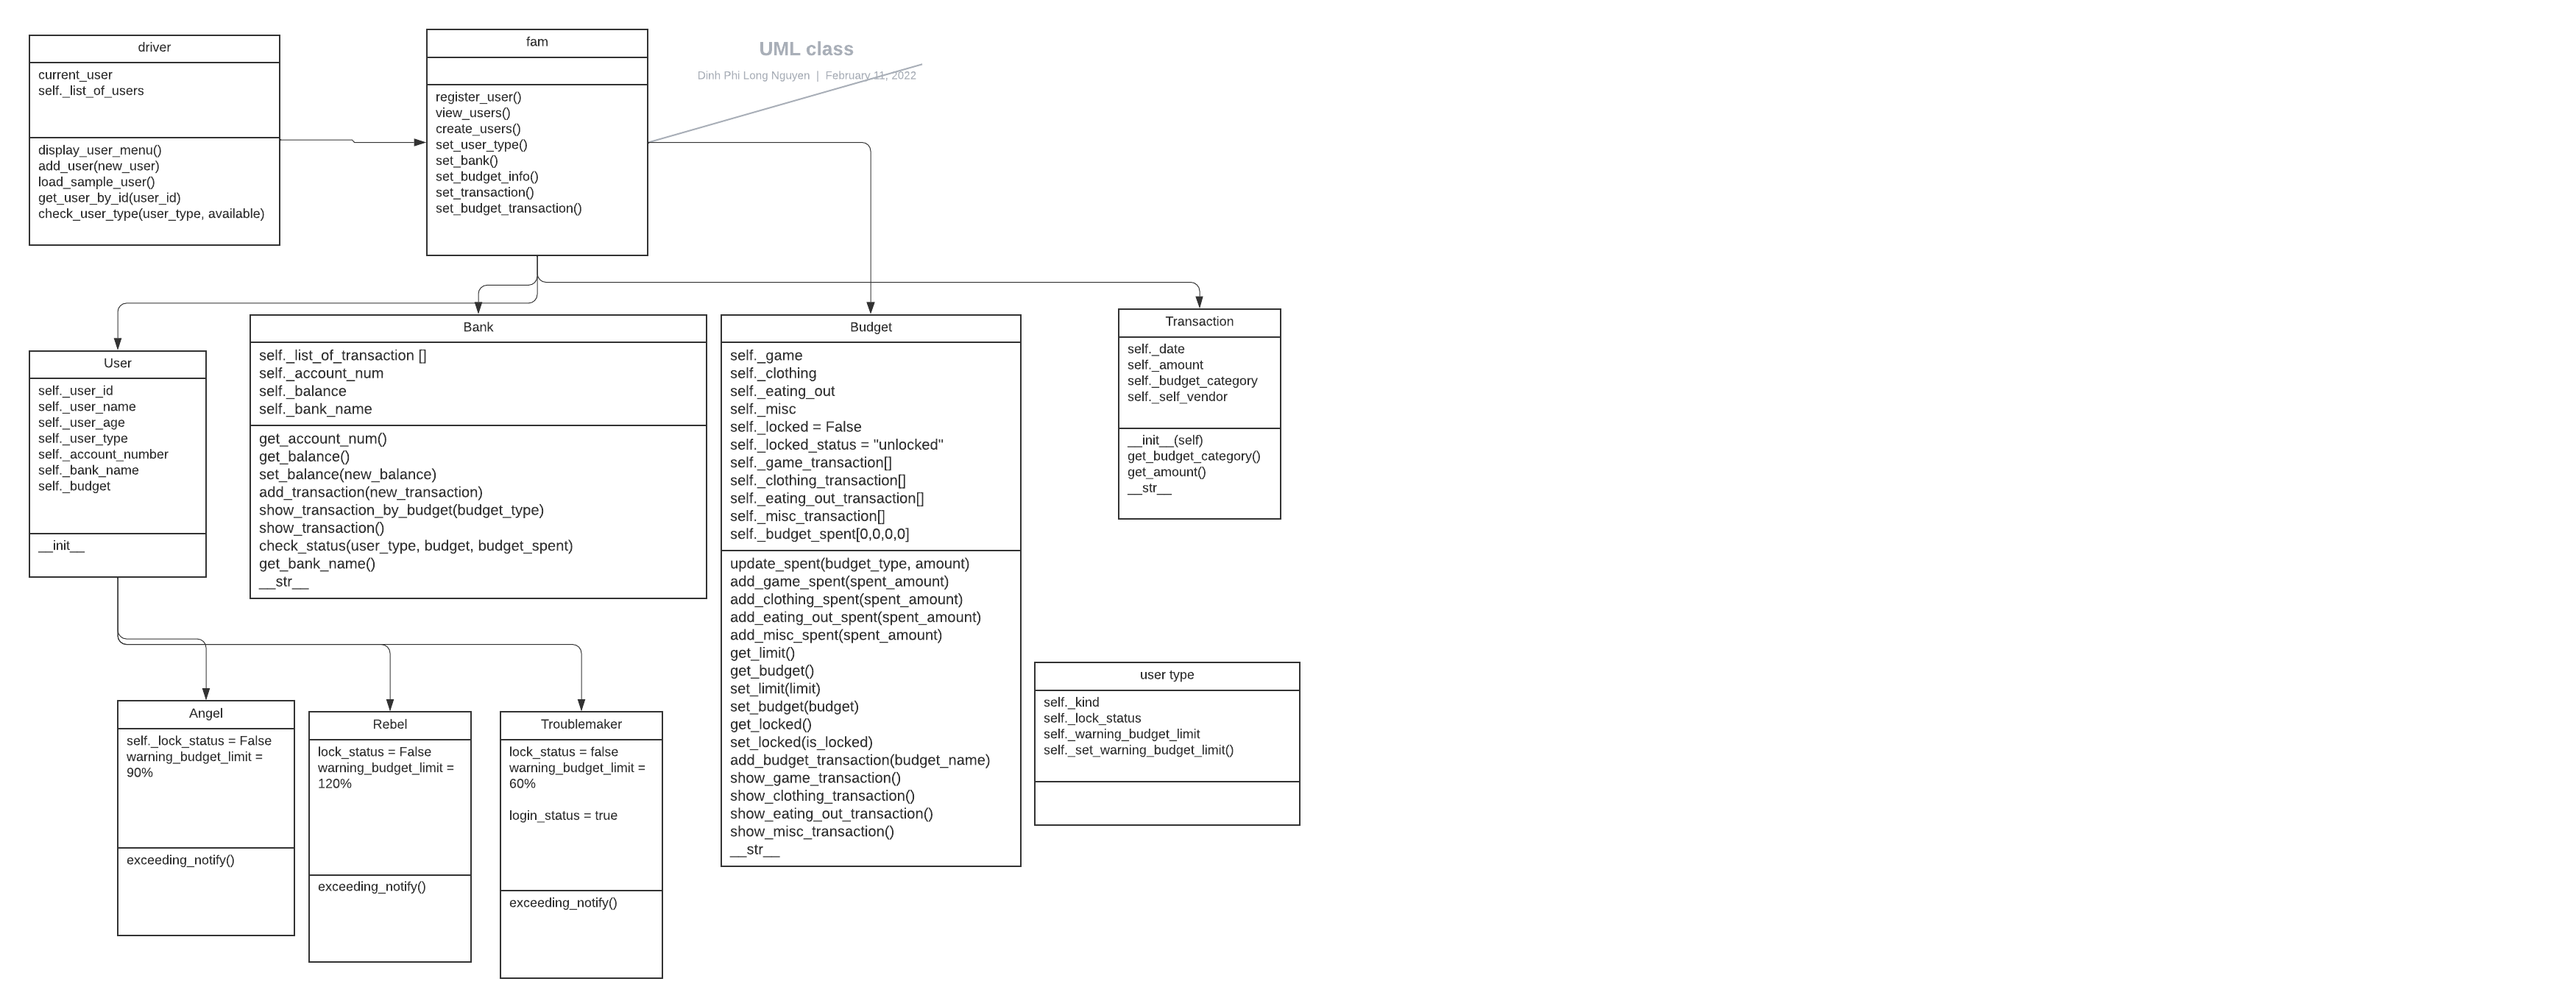 driver
current_user
self._list_of_users
display_user_menu()
add_user(new_user)
load_sample_user()
get_user_by_id(user_id)
check_user_type(user_type, available)
fam
register_user()
view_users()
create_users()
set_user_type()
set_bank()
set_budget_info()
set_transaction()
set_budget_transaction()
UML class
Dinh Phi Long Nguyen | February 11, 2022
User
self._user_id
self._user_name
self._user_age
self._user_type
self._account_number
self._bank_name
self._budget
__init__
Bank
self._list_of_transaction []
self._account_num
self._balance
self._bank_name
get_account_num()
get_balance()
set_balance(new_balance)
add_transaction(new_transaction)
show_transaction_by_budget(budget_type)
show_transaction()
check_status(user_type, budget, budget_spent)
get_bank_name()
__str__
Budget
self._game
self._clothing
self._eating_out
self._misc
self._locked = False
self._locked_status = "unlocked"
self._game_transaction[]
self._clothing_transaction[]
self._eating_out_transaction[]
self._misc_transaction[]
self._budget_spent[0,0,0,0]
update_spent(budget_type, amount)
add_game_spent(spent_amount)
add_clothing_spent(spent_amount)
add_eating_out_spent(spent_amount)
add_misc_spent(spent_amount)
get_limit()
get_budget()
set_limit(limit)
set_budget(budget)
get_locked()
set_locked(is_locked)
add_budget_transaction(budget_name)
show_game_transaction()
show_clothing_transaction()
show_eating_out_transaction()
show_misc_transaction()
__str__
Transaction
self._date
self._amount
self._budget_category
self._self_vendor
__init__(self)
get_budget_category()
get_amount()
__str__
user type
self._kind
self._lock_status
self._warning_budget_limit
self._set_warning_budget_limit()
Angel
self._lock_status = False
warning_budget_limit =
90%
exceeding_notify()
Rebel
lock_status = False
warning_budget_limit =
120%
exceeding_notify()
Troublemaker
lock_status = false
warning_budget_limit =
60%
login_status = true
exceeding_notify()